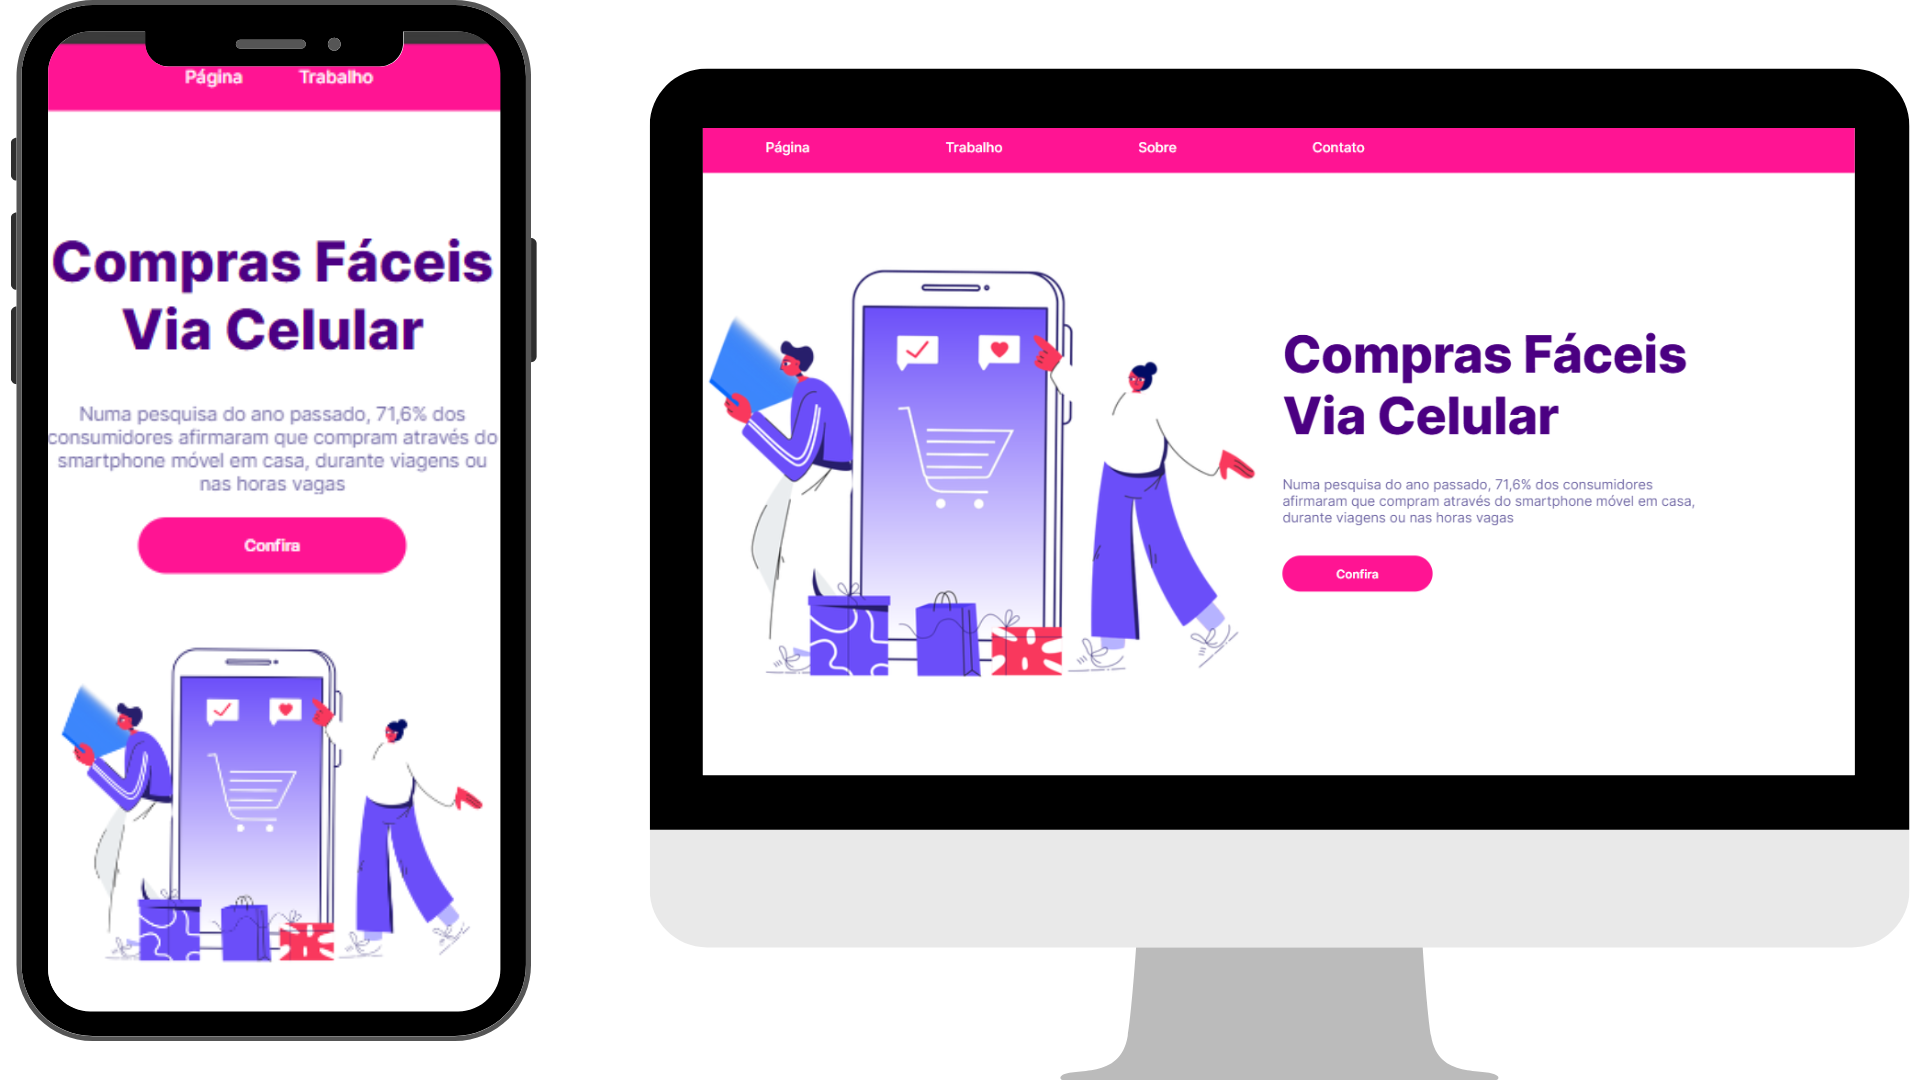 Página Trabalho
Compras Fáceis
Via Celular
Numa pesquisa do ano passado, 71,6% dos
consumidores afirmaram que compram através do
smartphone móvel em casa, durante viagens ou
nas horas vagas
Confira
Página Trabalho Sobre Contato
Compras Fáceis
Via Celular
Numa pesquisa do ano passado, 71,6% dos consumidores
afirmaram que compram através do smartphone móvel em casa,
durante viagens ou nas horas vagas
Confira